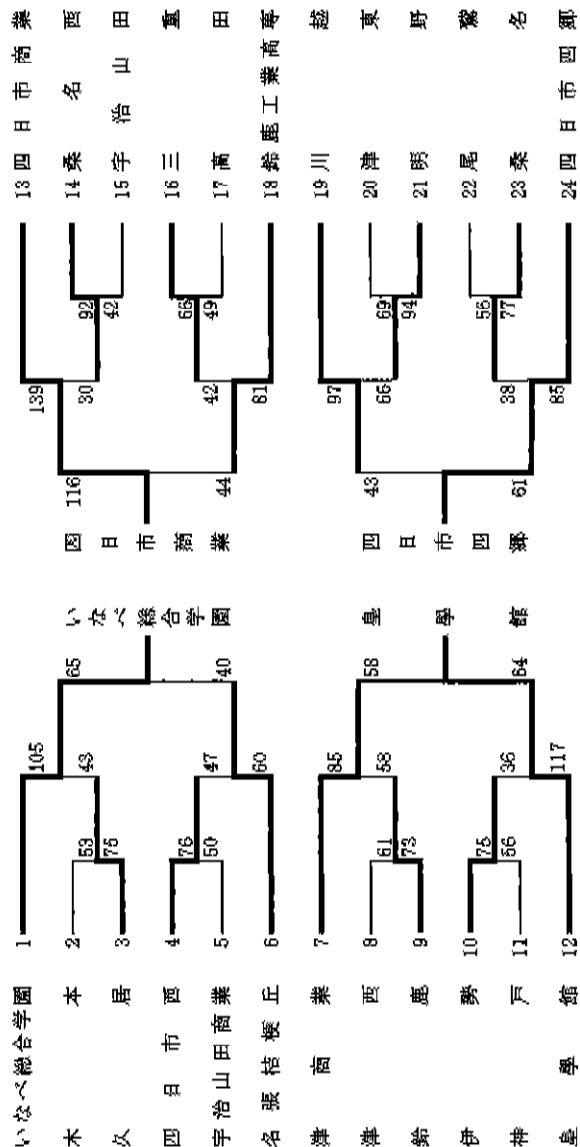 いなべ総合学園 1
木本 2
久居 3
四日市西 4
宇治山田商業 5
名張桔梗丘 6
津商業 7
津西 8
鈴鹿 9
伊勢 10
神戸 11
皇學館 12
105
43
53
75
76
50
47
60
65
40
いなべ総合学園
85
58
61
73
75
56
36
117
58
64
皇學館
四日市商業
116
44
139
30
92
42
66
49
42
81
四日市四郷
43
61
97
66
69
94
56
77
38
85
13 四日市商業
14 桑名西
15 宇治山田
16 三重
17 高田
18 鈴鹿工業高専
19 川越
20 津東
21 明野
22 尾鷲
23 桑名
24 四日市四郷